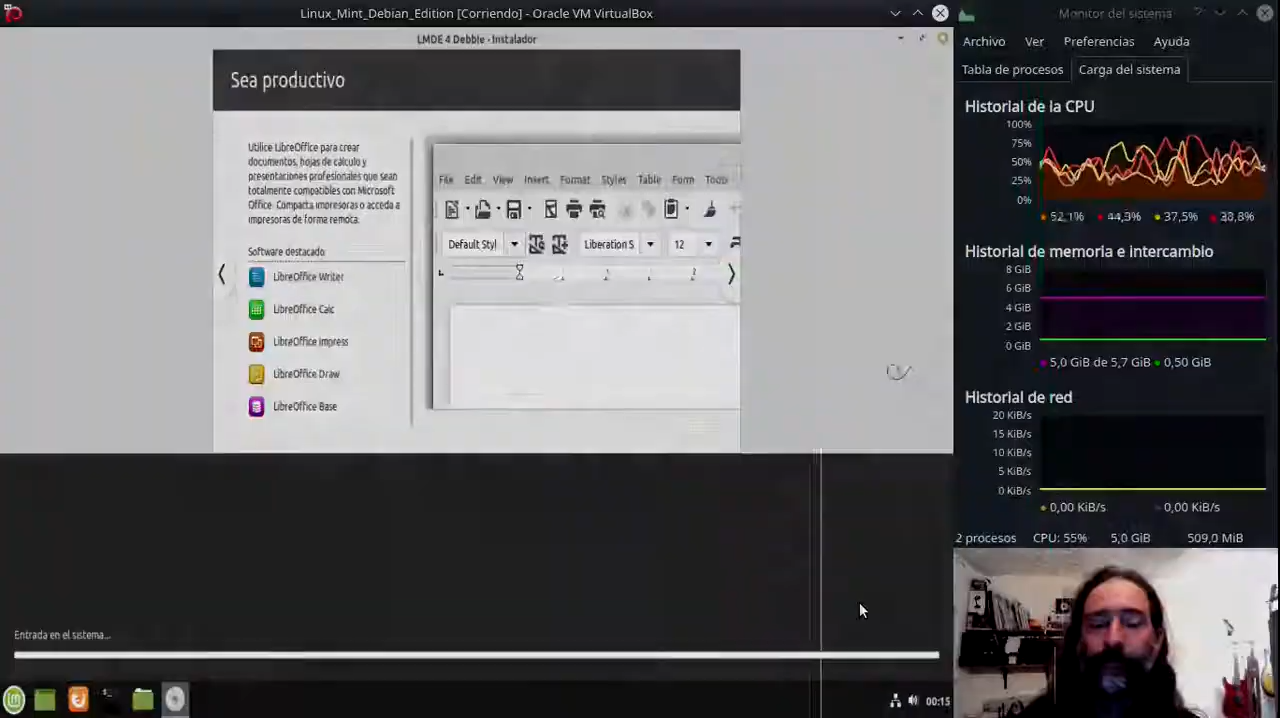 Linux_Mint_Debian_Edition [Corriendo] - Oracle VM VirtualBox
Monitor del sistema
LMDE 4 Debbie - Instalador
Archivo Ver Preferencias Ayuda
Tabla de procesos Carga del sistema
Sea productivo
Utilice LibreOffice para crear
documentos, hojas de cálculo y
presentaciones profesionales que sean
totalmente compatibles con Microsoft
Office. Compacta impresoras o acceda a
impresoras de forma remota.
Software destacado
LibreOffice Writer
LibreOffice Calc
LibreOffice Impress
LibreOffice Draw
LibreOffice Base
File Edit View Insert Format Styles Table Form Tools
Default Styl
Liberation S
12
Historial de la CPU
100%
75%
50%
25%
0%
52,1% 44,3% 37,5%
Historial de memoria e intercambio
8 GiB
6 GiB
4 GiB
2 GiB
0 GiB
5,0 GiB de 5,7 GiB 0,50 GiB
Historial de red
20 KiB/s
15 KiB/s
10 KiB/s
5 KiB/s
0 KiB/s
0,00 KiB/s 0,00 KiB/s
2 procesos CPU: 55% 5,0 GiB 509,0 MiB
Entrada en el sistema...
00:15